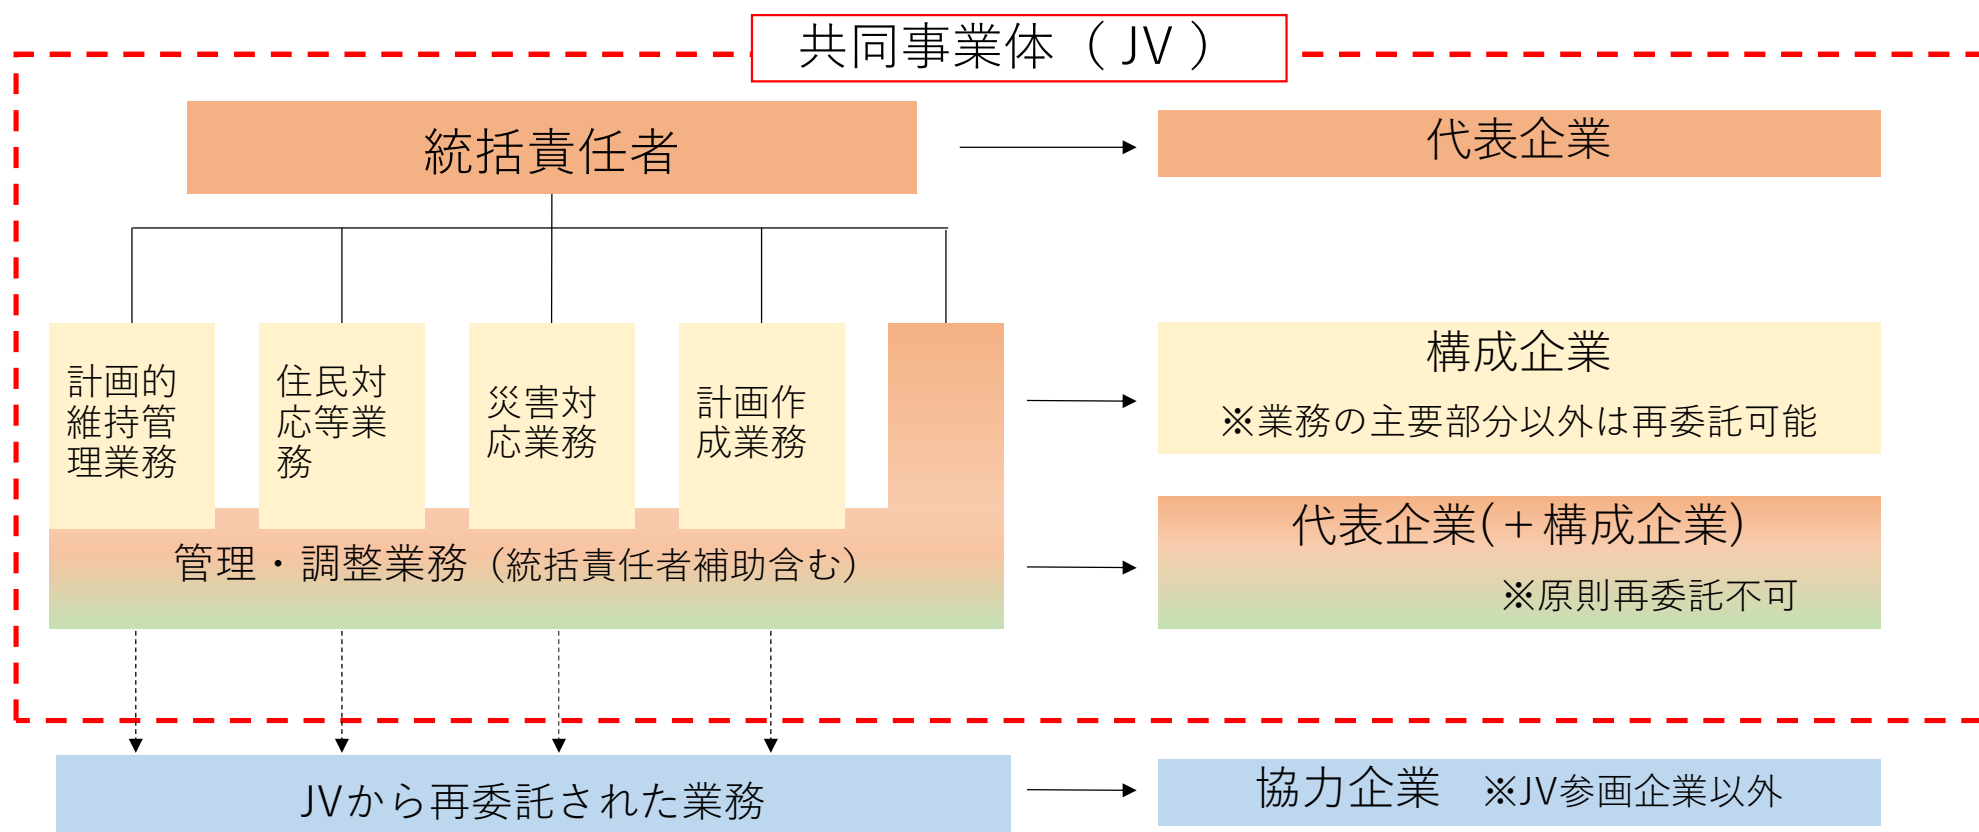 共同事業体（ JV ）
統括責任者
代表企業
計画的
維持管
理業務
住民対
応等業
務
災害対
応業務
計画作
成業務
構成企業
※業務の主要部分以外は再委託可能
管理・調整業務（統括責任者補助含む）
代表企業(＋構成企業)
※原則再委託不可
JVから再委託された業務
協力企業　※JV参画企業以外